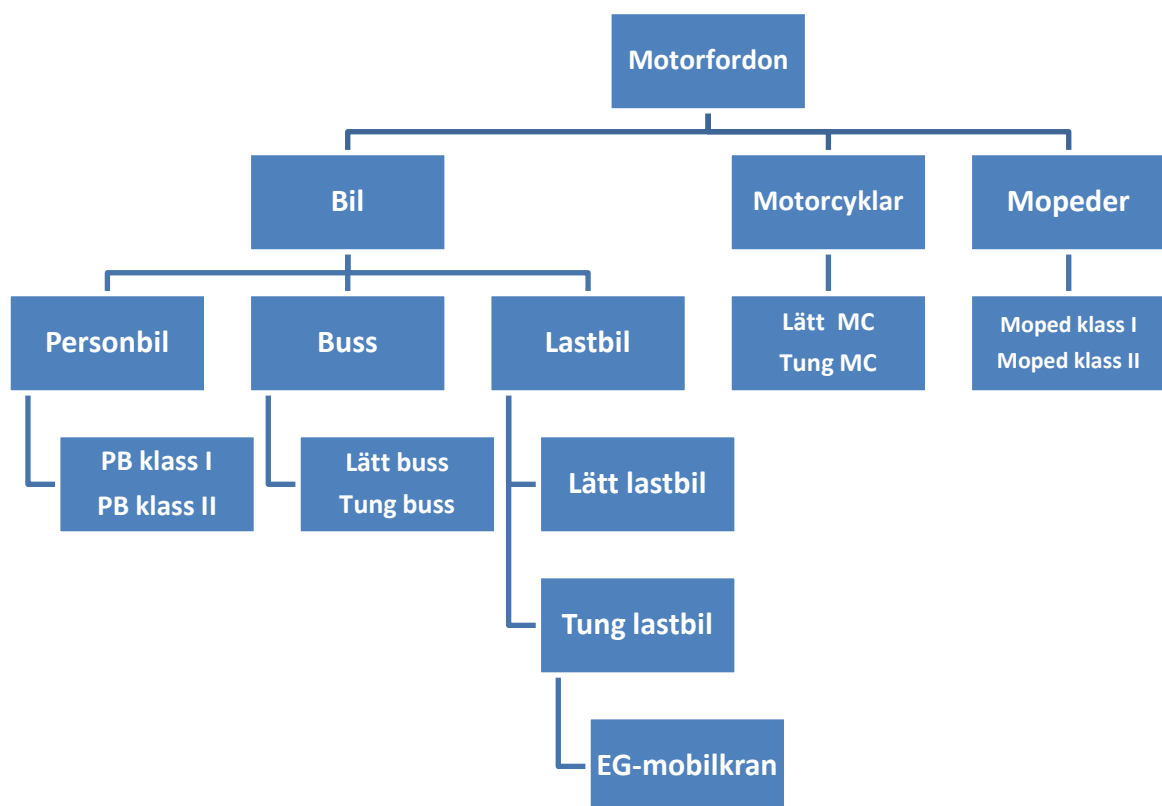 Motorfordon
Bil
Motorcyklar
Mopeder
Personbil
Buss
Lastbil
Lätt MC
Tung MC
Moped klass I
Moped klass II
PB klass I
PB klass II
Lätt buss
Tung buss
Lätt lastbil
Tung lastbil
EG-mobilkran